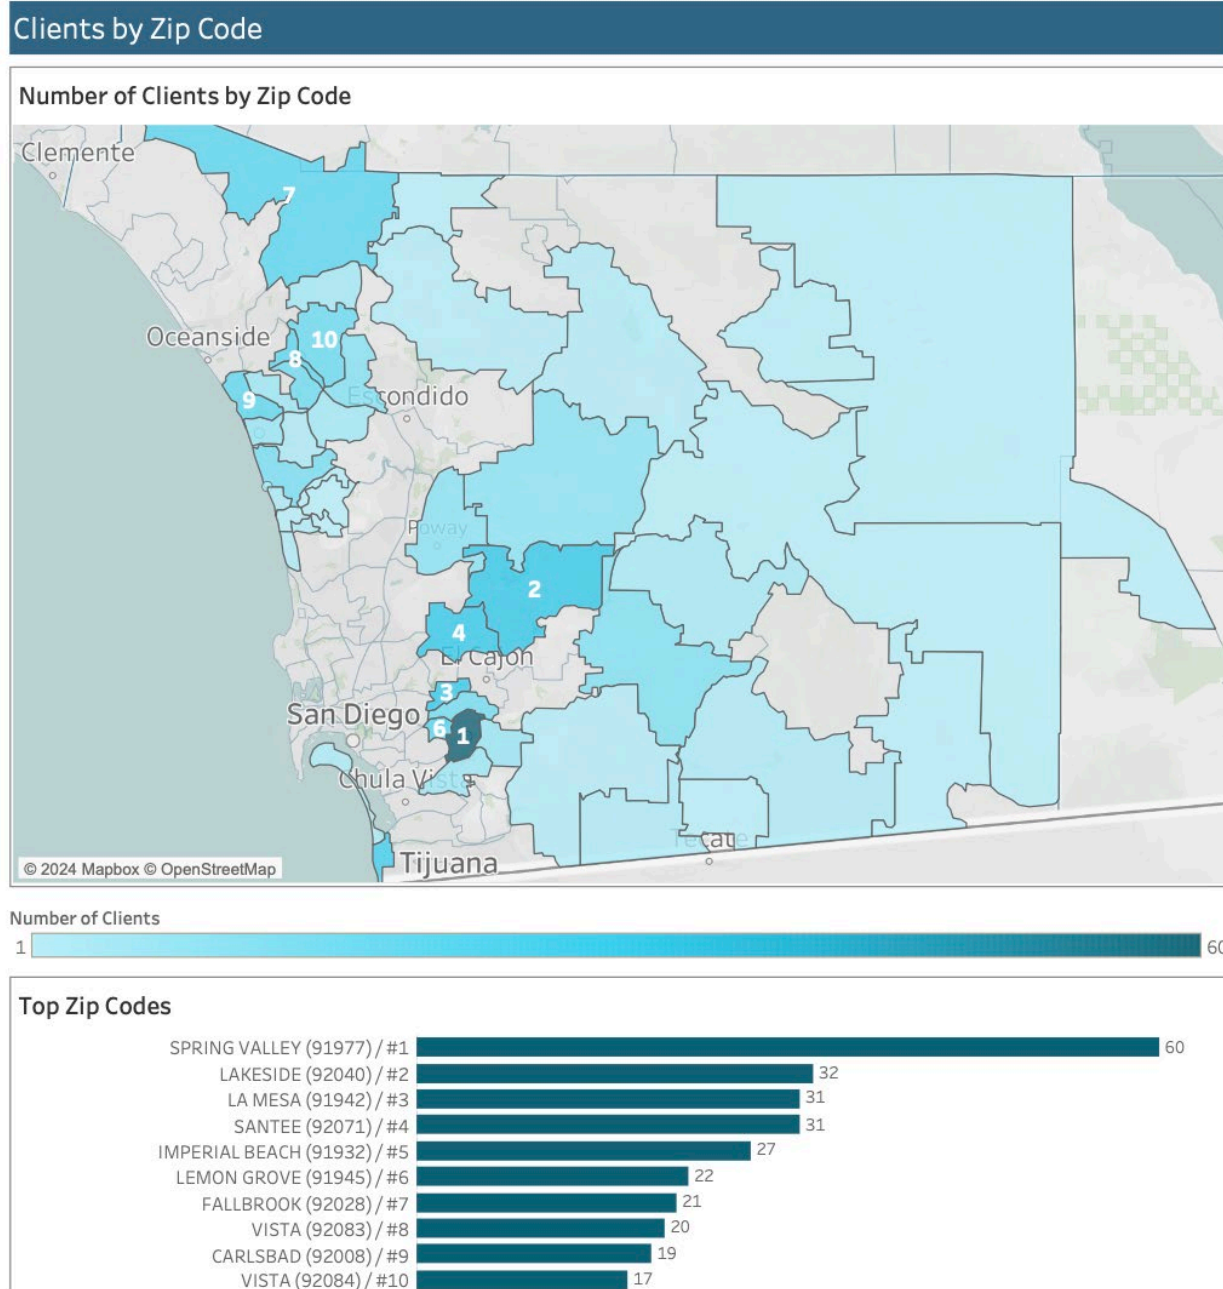 Clients by Zip Code
Number of Clients by Zip Code
Clemente
7
Oceanside
10
8
9
Escondido
Poway
2
4
El Cajon
3
San Diego
6
1
Chula Vista
Tecate
Tijuana
© 2024 Mapbox © OpenStreetMap
Number of Clients
1
60
Top Zip Codes
SPRING VALLEY (91977) / #1 60
LAKESIDE (92040) / #2 32
LA MESA (91942) / #3 31
SANTEE (92071) / #4 31
IMPERIAL BEACH (91932) / #5 27
LEMON GROVE (91945) / #6 22
FALLBROOK (92028) / #7 21
VISTA (92083) / #8 20
CARLSBAD (92008) / #9 19
VISTA (92084) / #10 17